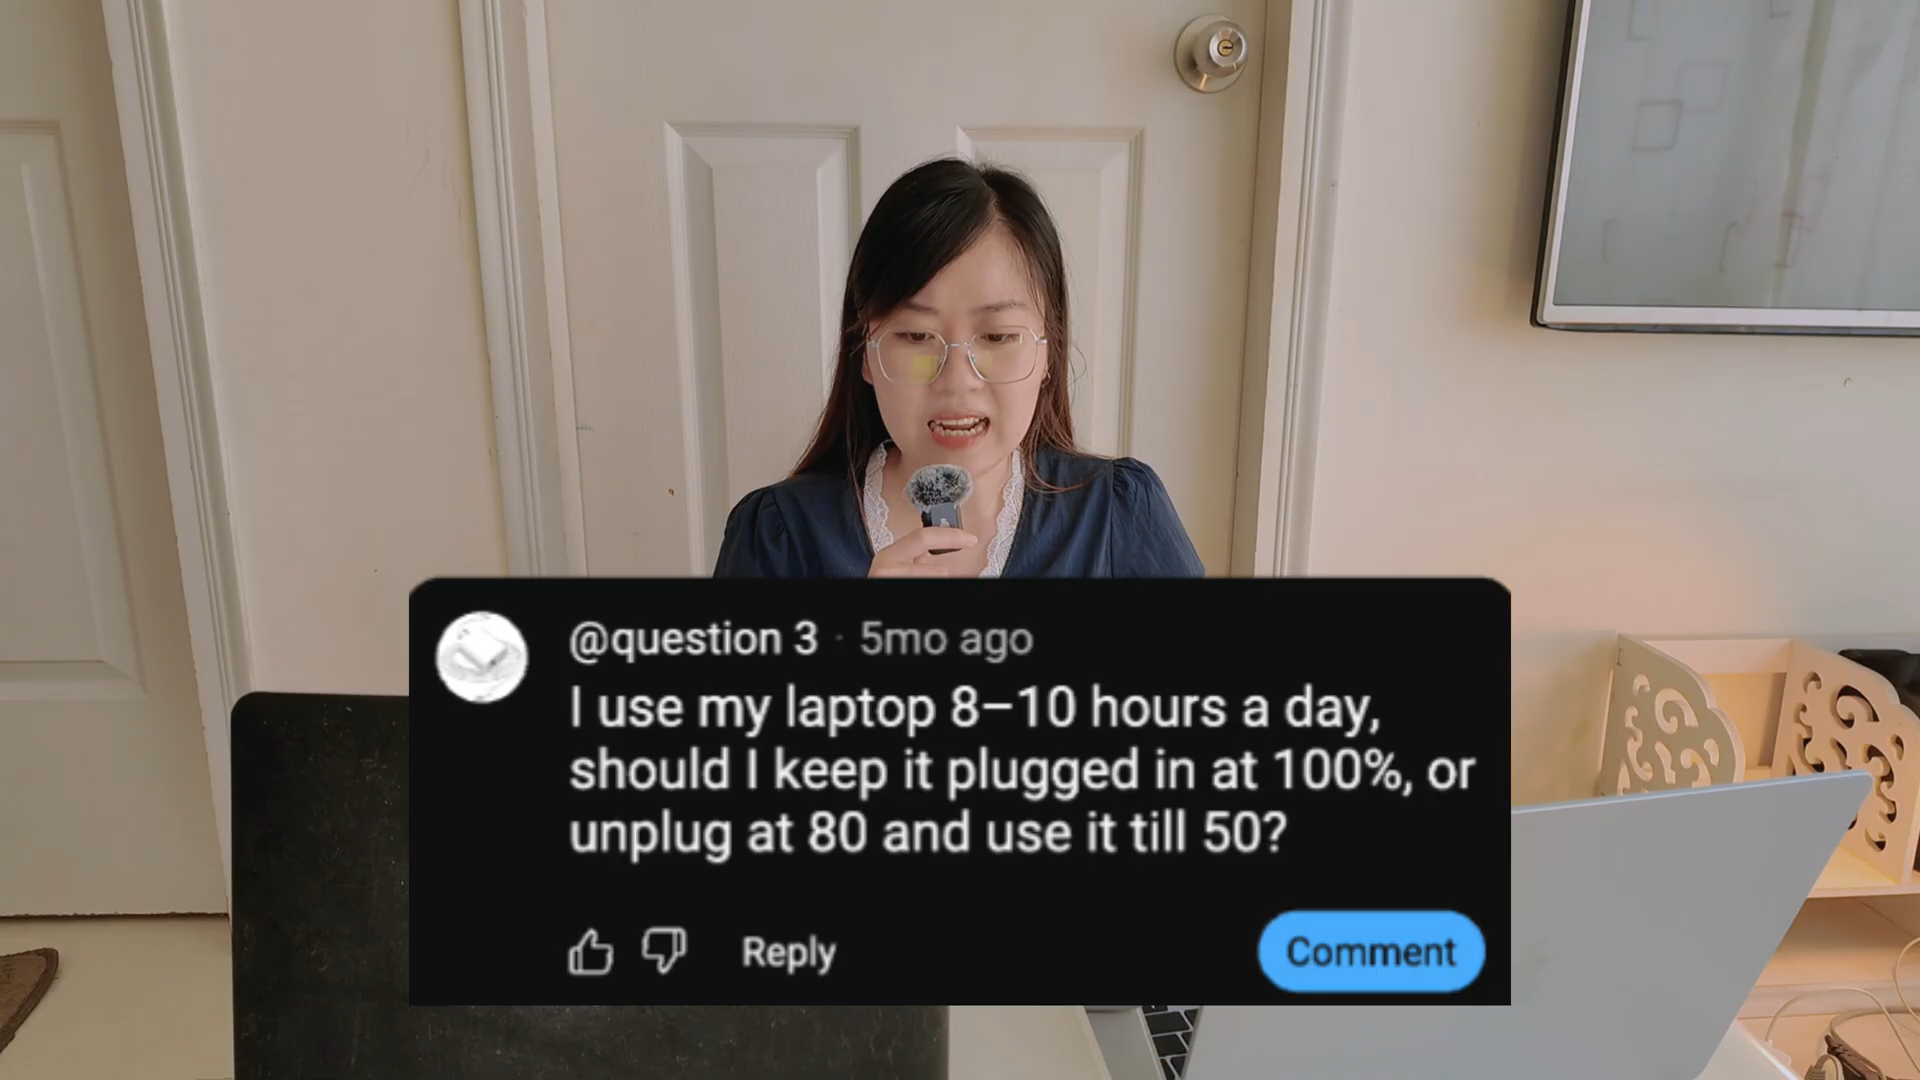 @question 3 · 5mo ago
I use my laptop 8–10 hours a day,
should I keep it plugged in at 100%, or
unplug at 80 and use it till 50?
Reply
Comment